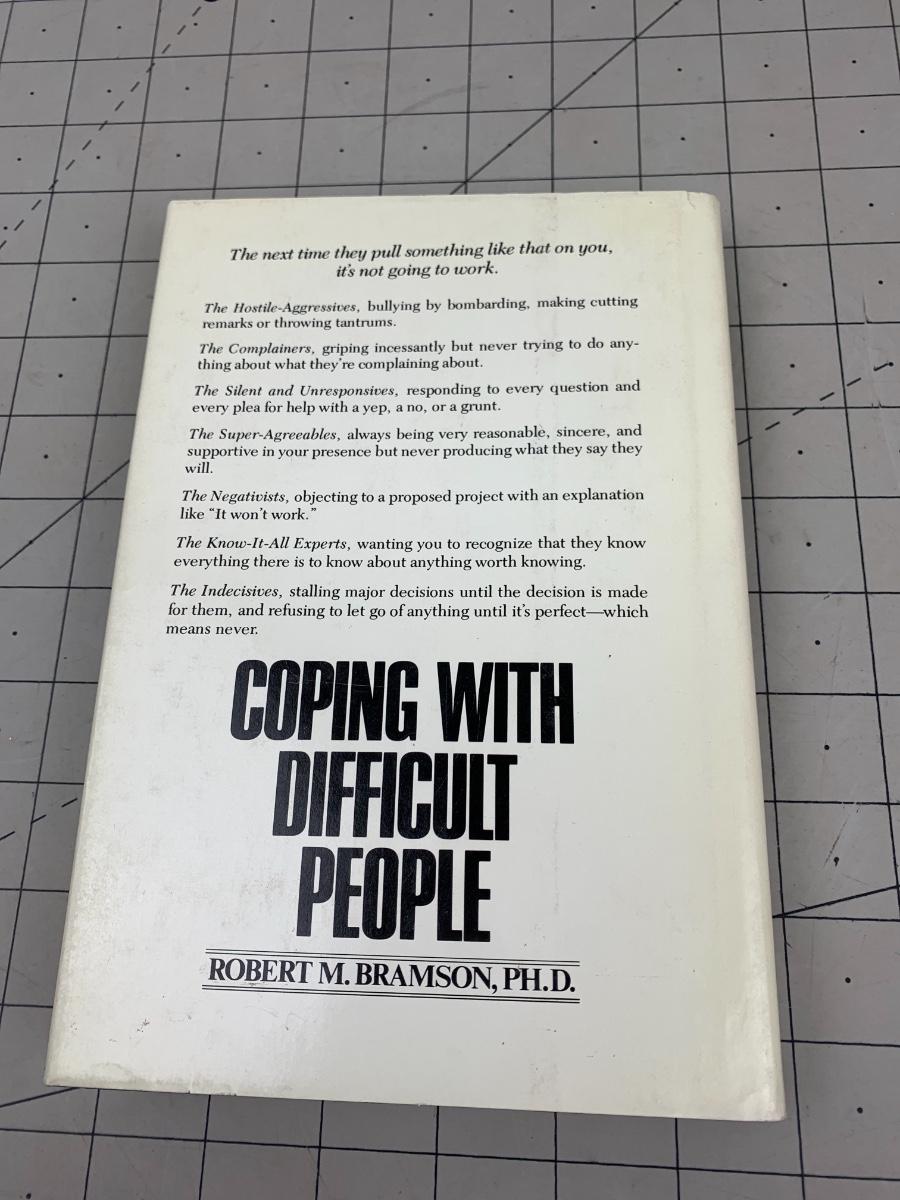 The next time they pull something like that on you,
it's not going to work.
The Hostile-Aggressives, bullying by bombarding, making cutting
remarks or throwing tantrums.
The Complainers, griping incessantly but never trying to do any-
thing about what they're complaining about.
The Silent and Unresponsives, responding to every question and
every plea for help with a yep, a no, or a grunt.
The Super-Agreeables, always being very reasonable, sincere, and
supportive in your presence but never producing what they say they
will.
The Negativists, objecting to a proposed project with an explanation
like "It won't work."
The Know-It-All Experts, wanting you to recognize that they know
everything there is to know about anything worth knowing.
The Indecisives, stalling major decisions until the decision is made
for them, and refusing to let go of anything until it's perfect—which
means never.
COPING WITH
DIFFICULT
PEOPLE
ROBERT M. BRAMSON, PH.D.